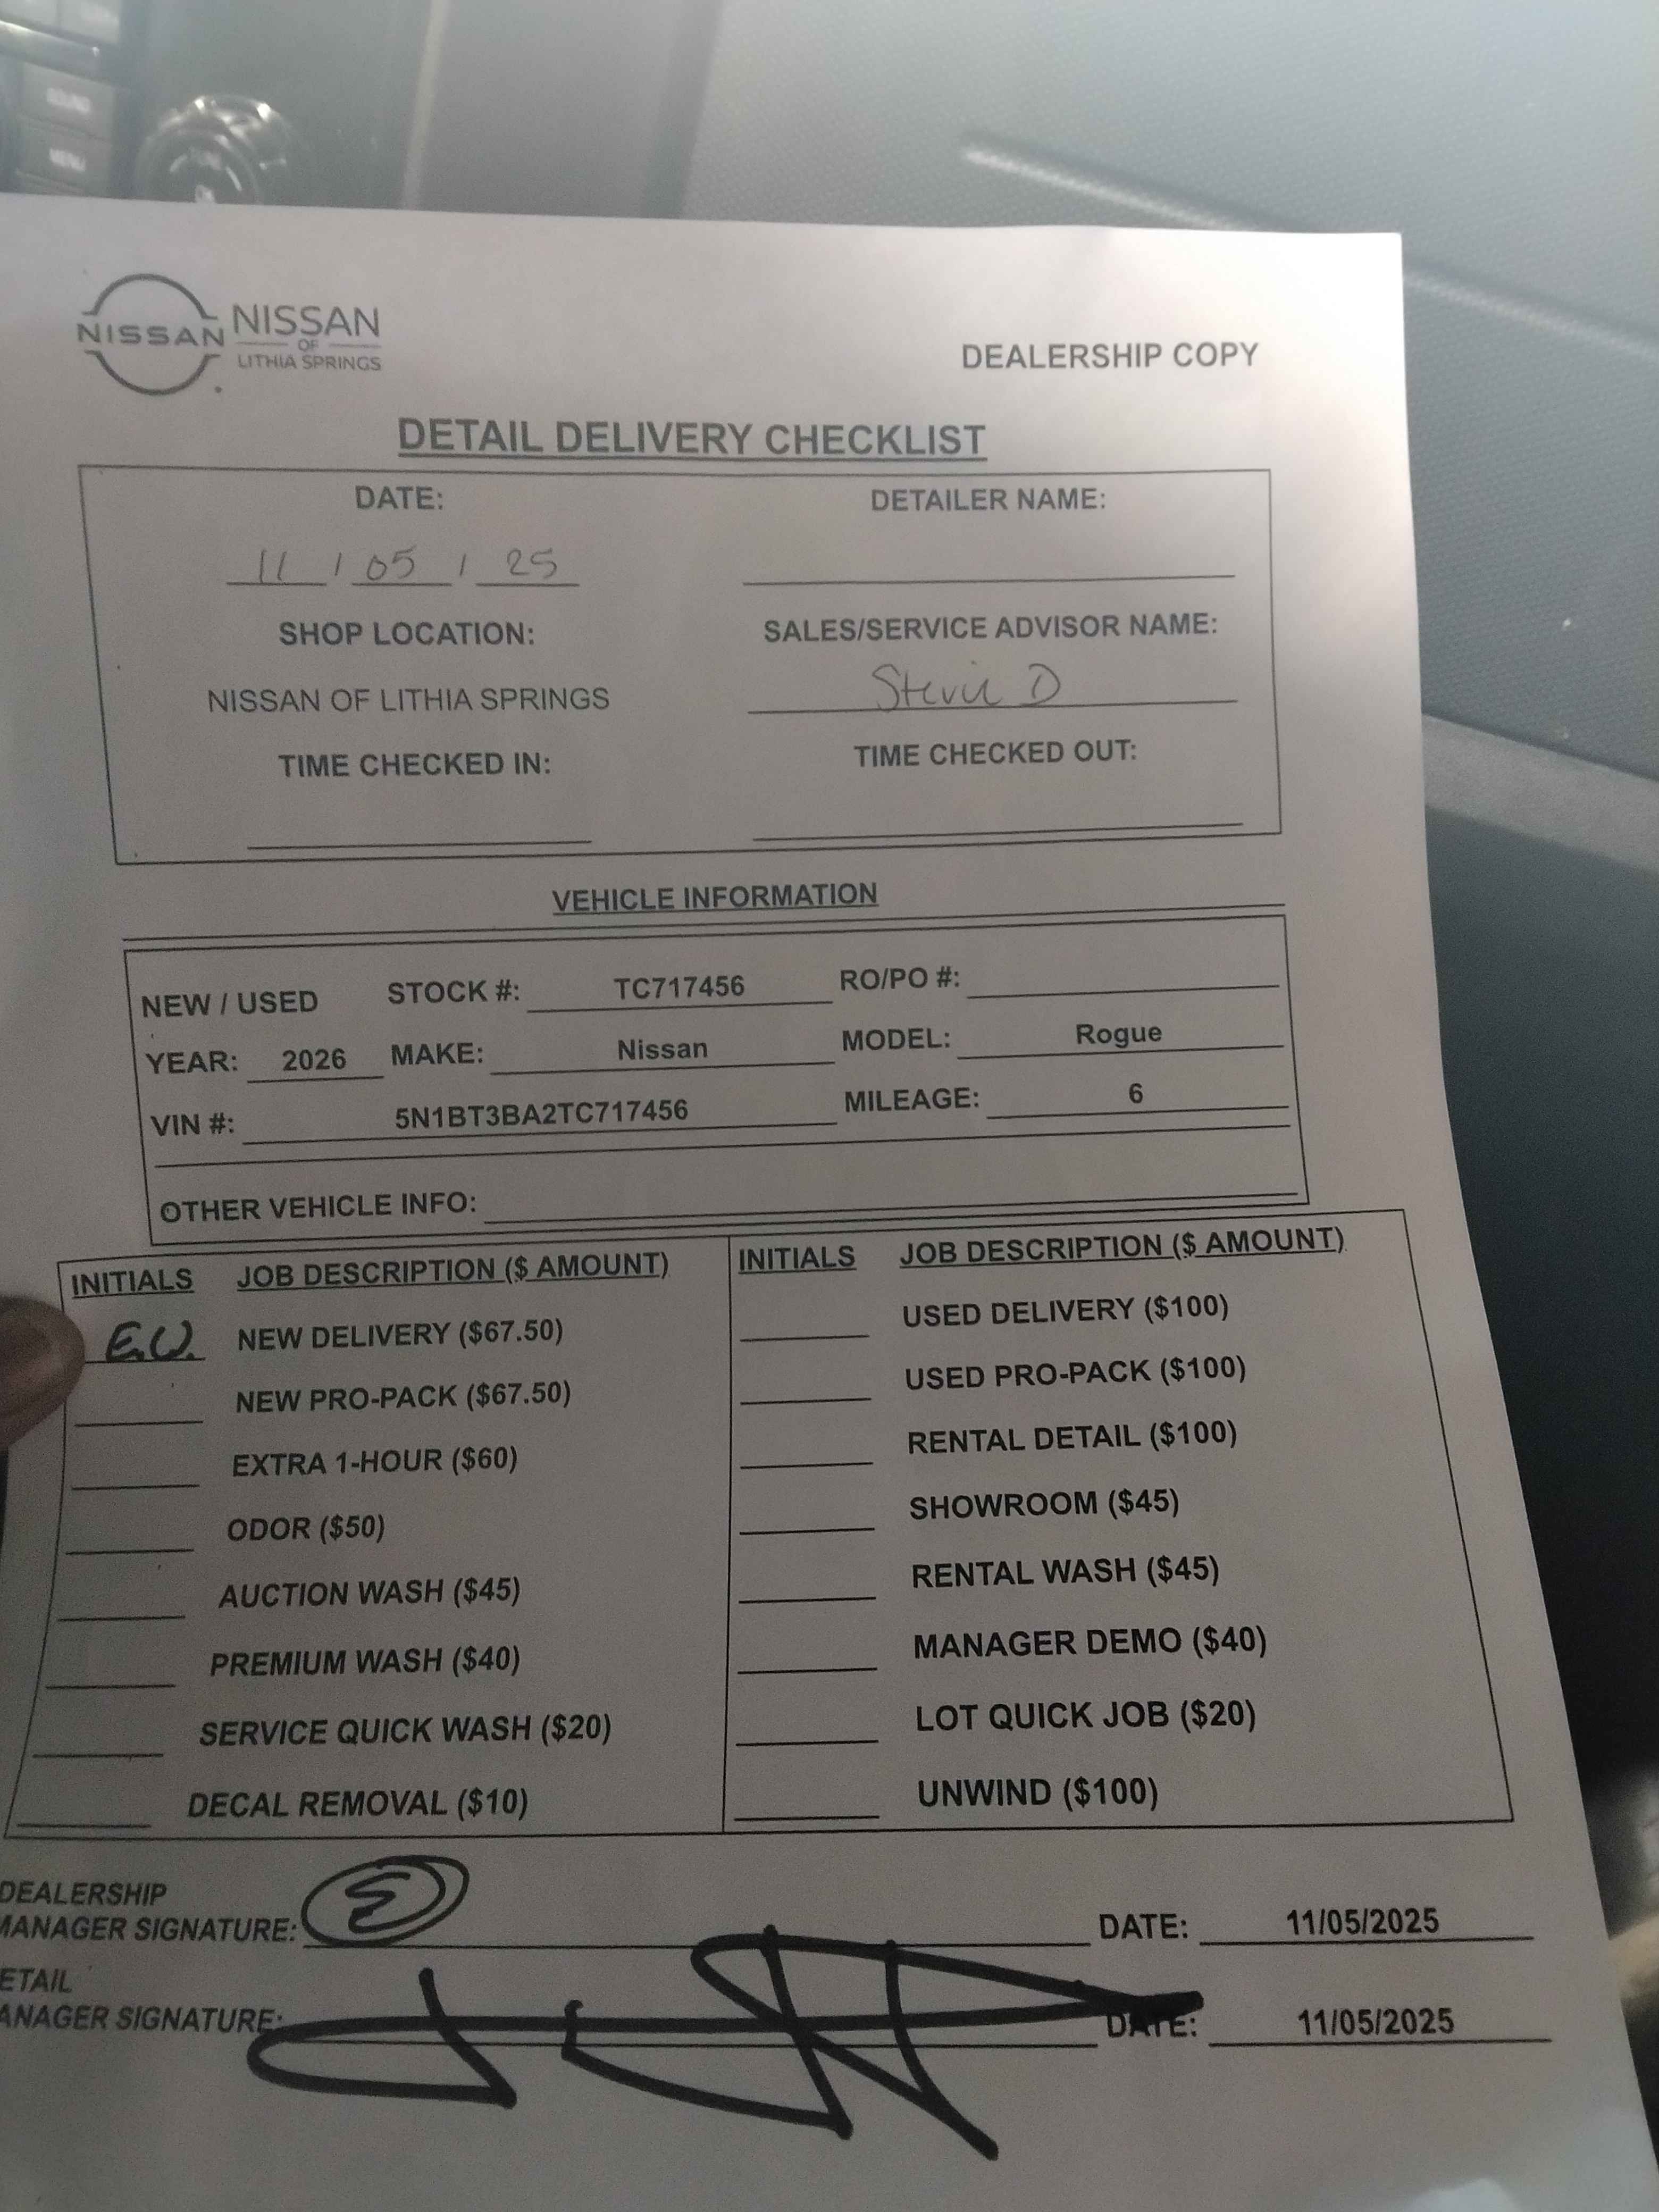 NISSAN
NISSAN
OF
LITHIA SPRINGS
DEALERSHIP COPY
DETAIL DELIVERY CHECKLIST
DATE: DETAILER NAME:
11 / 05 / 25
SHOP LOCATION: SALES/SERVICE ADVISOR NAME:
NISSAN OF LITHIA SPRINGS Stevie D
TIME CHECKED IN: TIME CHECKED OUT:
VEHICLE INFORMATION
NEW / USED STOCK #: TC717456 RO/PO #:
YEAR: 2026 MAKE: Nissan MODEL: Rogue
VIN #: 5N1BT3BA2TC717456 MILEAGE: 6
OTHER VEHICLE INFO:
INITIALS JOB DESCRIPTION ($ AMOUNT) INITIALS JOB DESCRIPTION ($ AMOUNT)
E.W. NEW DELIVERY ($67.50) USED DELIVERY ($100)
NEW PRO-PACK ($67.50) USED PRO-PACK ($100)
EXTRA 1-HOUR ($60) RENTAL DETAIL ($100)
ODOR ($50) SHOWROOM ($45)
AUCTION WASH ($45) RENTAL WASH ($45)
PREMIUM WASH ($40) MANAGER DEMO ($40)
SERVICE QUICK WASH ($20) LOT QUICK JOB ($20)
DECAL REMOVAL ($10) UNWIND ($100)
DEALERSHIP
MANAGER SIGNATURE: E DATE: 11/05/2025
ETAIL
ANAGER SIGNATURE: DATE: 11/05/2025